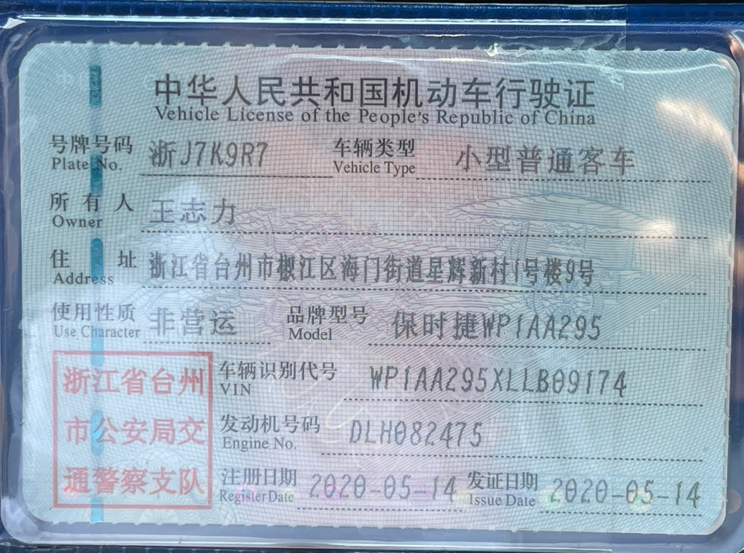 中华人民共和国机动车行驶证
Vehicle License of the People's Republic of China
号牌号码 浙J7K9R7 车辆类型 小型普通客车
Plate No. Vehicle Type
所有人 王志力
Owner
住址 浙江省台州市椒江区海门街道星辉新村1号楼9号
Address
使用性质 非营运 品牌型号 保时捷WP1AA295
Use Character Model
浙江省台州 车辆识别代号 WP1AA295XLLB09174
VIN
市公安局交 发动机号码 DLH082475
Engine No.
通警察支队 注册日期 2020-05-14 发证日期 2020-05-14
Register Date Issue Date